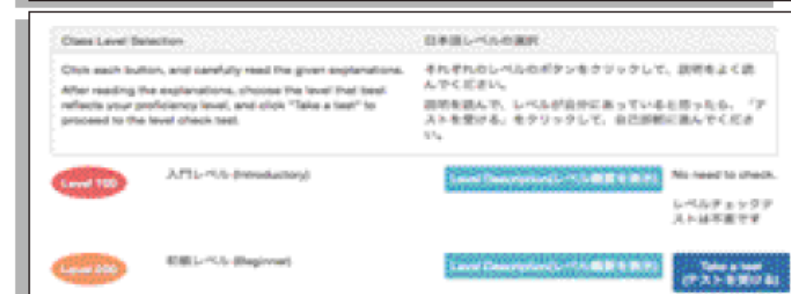 Class Level Selection
日本語レベルの選択
Click each button, and carefully read the given explanations.
After reading the explanations, choose the level that best
reflects your proficiency level, and click "Take a test" to
proceed to the level check test.
それぞれのレベルのボタンをクリックして、説明をよく読
んでください。
説明を読んで、レベルが自分にあっていると思ったら、「テ
ストを受ける」をクリックして、自己診断に進んでくださ
い。
Level 100
入門レベル (Introductory)
Level Description(レベル概要を表示)
No need to check.
レベルチェックテ
ストは不要です
初級レベル (Beginner)
Level Description(レベル概要を表示)
Take a test
(テストを受ける)